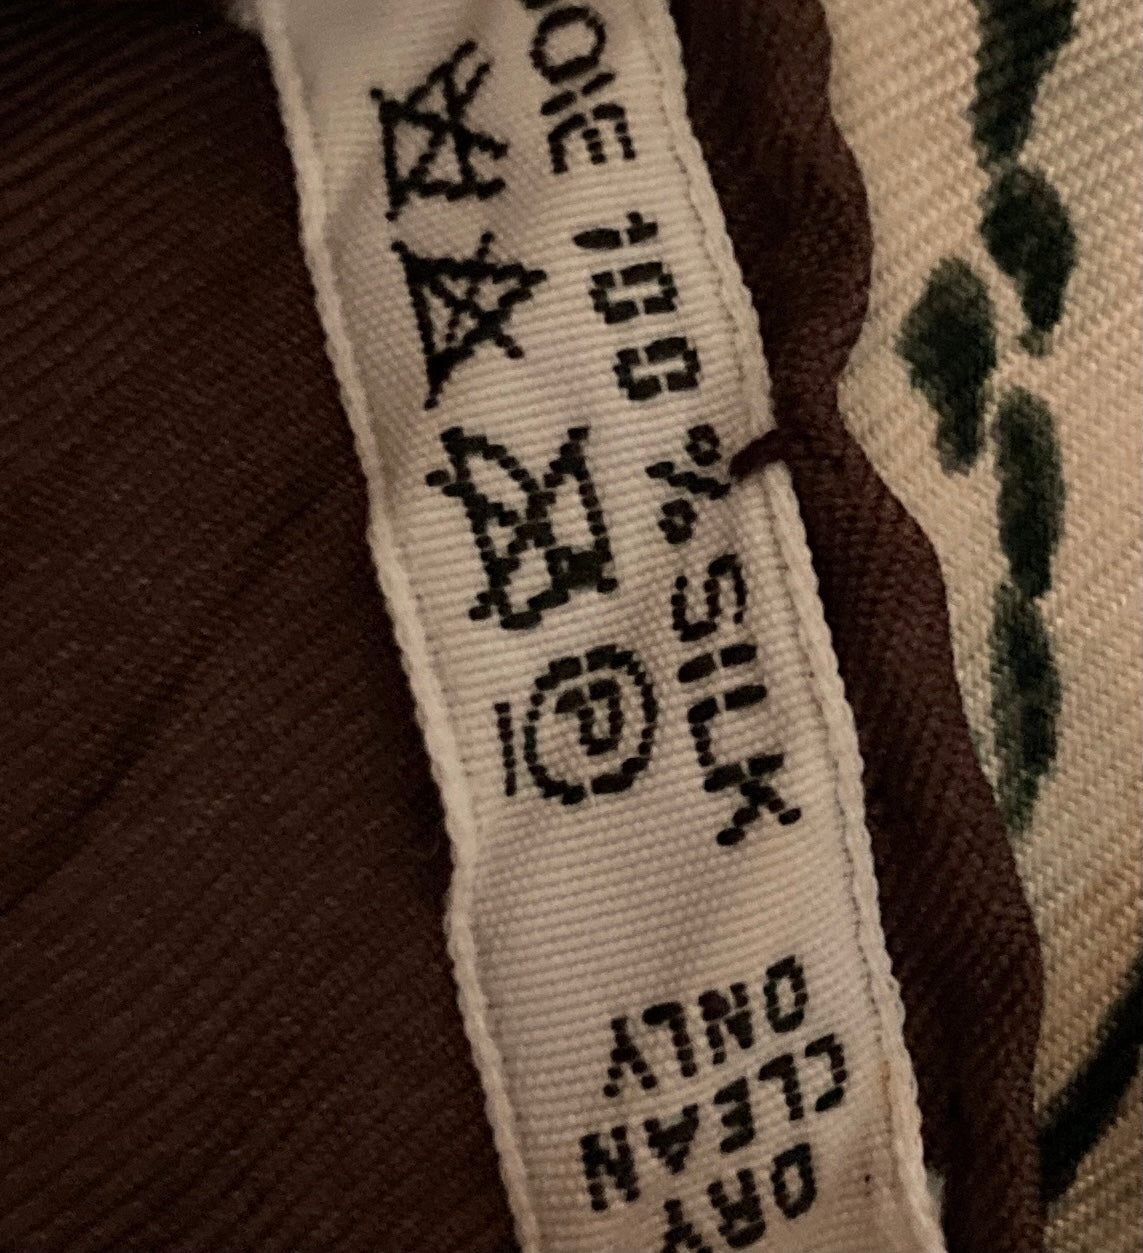 SOIE 100 % SILK
P
DRY
CLEAN
ONLY